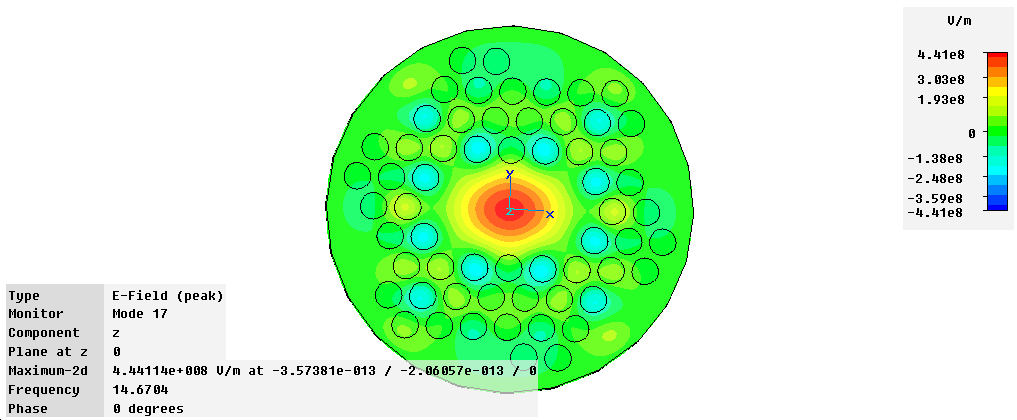 V/m
4.41e8
3.03e8
1.93e8
0
-1.38e8
-2.48e8
-3.59e8
-4.41e8
Y
Z
X
Type E-Field (peak)
Monitor Mode 17
Component z
Plane at z 0
Maximum-2d 4.44114e+008 V/m at -3.57381e-013 / -2.06057e-013 / 0
Frequency 14.6704
Phase 0 degrees